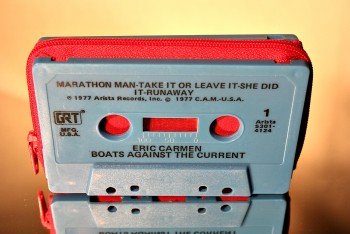 MARATHON MAN-TAKE IT OR LEAVE IT-SHE DID
IT-RUNAWAY
℗ 1977 Arista Records, Inc. © 1977 C.A.M.-U.S.A.
GRT
MFG.
U.S.A.
1
Arista
5301-
4124
ERIC CARMEN
BOATS AGAINST THE CURRENT